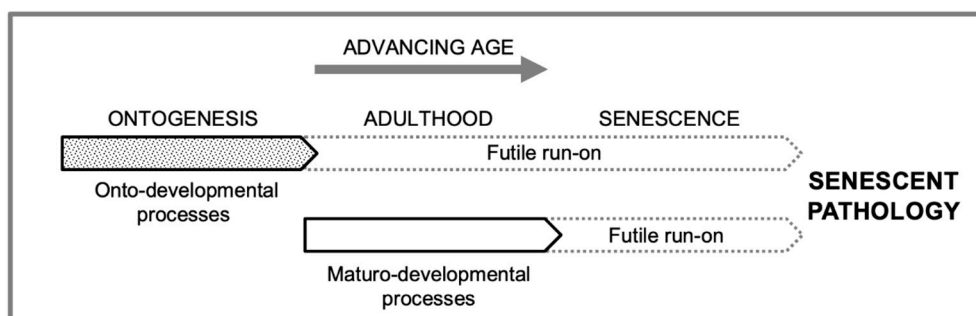 ADVANCING AGE
ONTOGENESIS
ADULTHOOD
SENESCENCE
Futile run-on
Onto-developmental
processes
SENESCENT
PATHOLOGY
Futile run-on
Maturo-developmental
processes